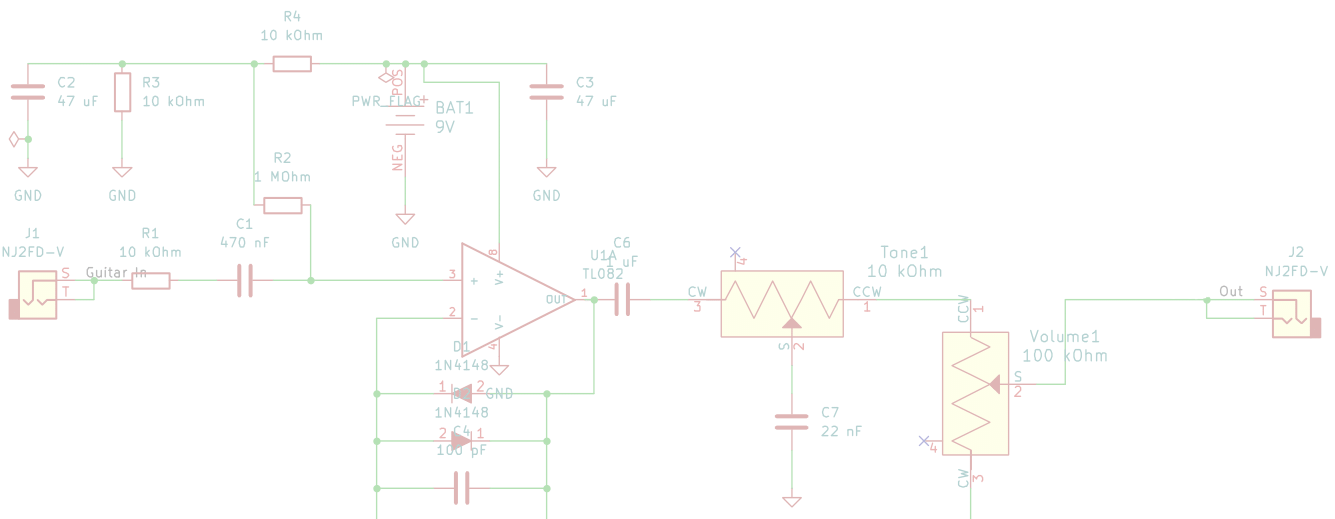 R4
10 kOhm
C2
47 uF
R3
10 kOhm
POS
PWR_FLAG
+
BAT1
9V
NEG
C3
47 uF
GND
GND
GND
GND
R2
1 MOhm
J1
NJ2FD-V
S
T
Guitar In
R1
10 kOhm
C1
470 nF
3
+
2
-
8
V+
V-
4
OUT
1
U1A
TL082
C6
1 uF
GND
D1
1N4148
1
2
1N4148
2
1
C4
100 pF
4
Tone1
10 kOhm
CW
3
CCW
1
S
2
C7
22 nF
CCW
1
Volume1
100 kOhm
S
2
4
CW
3
Out
J2
NJ2FD-V
S
T